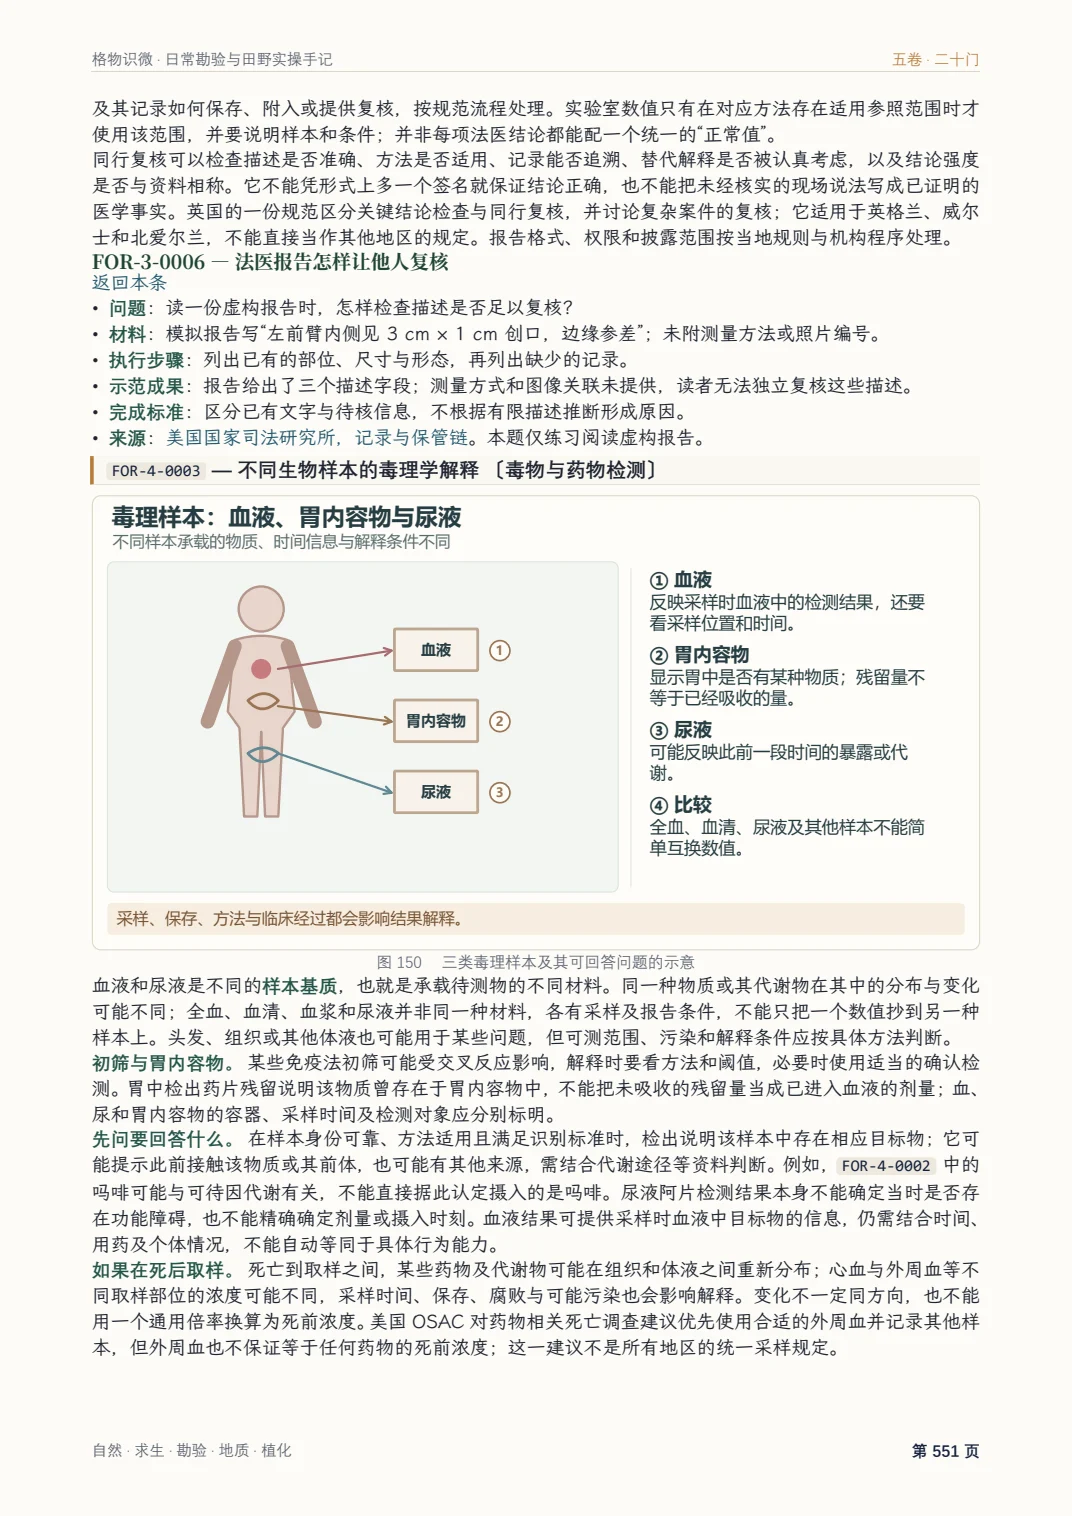 格物识微 · 日常勘验与田野实操手记
五卷 · 二十门
及其记录如何保存、附入或提供复核，按规范流程处理。实验室数值只有在对应方法存在适用参照范围时才
使用该范围，并要说明样本和条件；并非每项法医结论都能配一个统一的“正常值”。
同行复核可以检查描述是否准确、方法是否适用、记录能否追溯、替代解释是否被认真考虑，以及结论强度
是否与资料相称。它不能凭形式上多一个签名就保证结论正确，也不能把未经核实的现场说法写成已证明的
医学事实。英国的一份规范区分关键结论检查与同行复核，并讨论复杂案件的复核；它适用于英格兰、威尔
士和北爱尔兰，不能直接当作其他地区的规定。报告格式、权限和披露范围按当地规则与机构程序处理。
FOR-3-0006 — 法医报告怎样让他人复核
返回本条
• 问题：读一份虚构报告时，怎样检查描述是否足以复核？
• 材料：模拟报告写“左前臂内侧见 3 cm × 1 cm 创口，边缘参差”；未附测量方法或照片编号。
• 执行步骤：列出已有的部位、尺寸与形态，再列出缺少的记录。
• 示范成果：报告给出了三个描述字段；测量方式和图像关联未提供，读者无法独立复核这些描述。
• 完成标准：区分已有文字与待核信息，不根据有限描述推断形成原因。
• 来源：美国国家司法研究所，记录与保管链。本题仅练习阅读虚构报告。
FOR-4-0003 — 不同生物样本的毒理学解释 〔毒物与药物检测〕
毒理样本：血液、胃内容物与尿液
不同样本承载的物质、时间信息与解释条件不同
血液 ①
胃内容物 ②
尿液 ③
① 血液
反映采样时血液中的检测结果，还要
看采样位置和时间。
② 胃内容物
显示胃中是否有某种物质；残留量不
等于已经吸收的量。
③ 尿液
可能反映此前一段时间的暴露或代
谢。
④ 比较
全血、血清、尿液及其他样本不能简
单互换数值。
采样、保存、方法与临床经过都会影响结果解释。
图 150 三类毒理样本及其可回答问题的示意
血液和尿液是不同的样本基质，也就是承载待测物的不同材料。同一种物质或其代谢物在其中的分布与变化
可能不同；全血、血清、血浆和尿液并非同一种材料，各有采样及报告条件，不能只把一个数值抄到另一种
样本上。头发、组织或其他体液也可能用于某些问题，但可测范围、污染和解释条件应按具体方法判断。
初筛与胃内容物。 某些免疫法初筛可能受交叉反应影响，解释时要看方法和阈值，必要时使用适当的确认检
测。胃中检出药片残留说明该物质曾存在于胃内容物中，不能把未吸收的残留量当成已进入血液的剂量；血、
尿和胃内容物的容器、采样时间及检测对象应分别标明。
先问要回答什么。 在样本身份可靠、方法适用且满足识别标准时，检出说明该样本中存在相应目标物；它可
能提示此前接触该物质或其前体，也可能有其他来源，需结合代谢途径等资料判断。例如，FOR-4-0002 中的
吗啡可能与可待因代谢有关，不能直接据此认定摄入的是吗啡。尿液阿片检测结果本身不能确定当时是否存
在功能障碍，也不能精确确定剂量或摄入时刻。血液结果可提供采样时血液中目标物的信息，仍需结合时间、
用药及个体情况，不能自动等同于具体行为能力。
如果在死后取样。 死亡到取样之间，某些药物及代谢物可能在组织和体液之间重新分布；心血与外周血等不
同取样部位的浓度可能不同，采样时间、保存、腐败与可能污染也会影响解释。变化不一定同方向，也不能
用一个通用倍率换算为死前浓度。美国 OSAC 对药物相关死亡调查建议优先使用合适的外周血并记录其他样
本，但外周血也不保证等于任何药物的死前浓度；这一建议不是所有地区的统一采样规定。
自然 · 求生 · 勘验 · 地质 · 植化
第 551 页